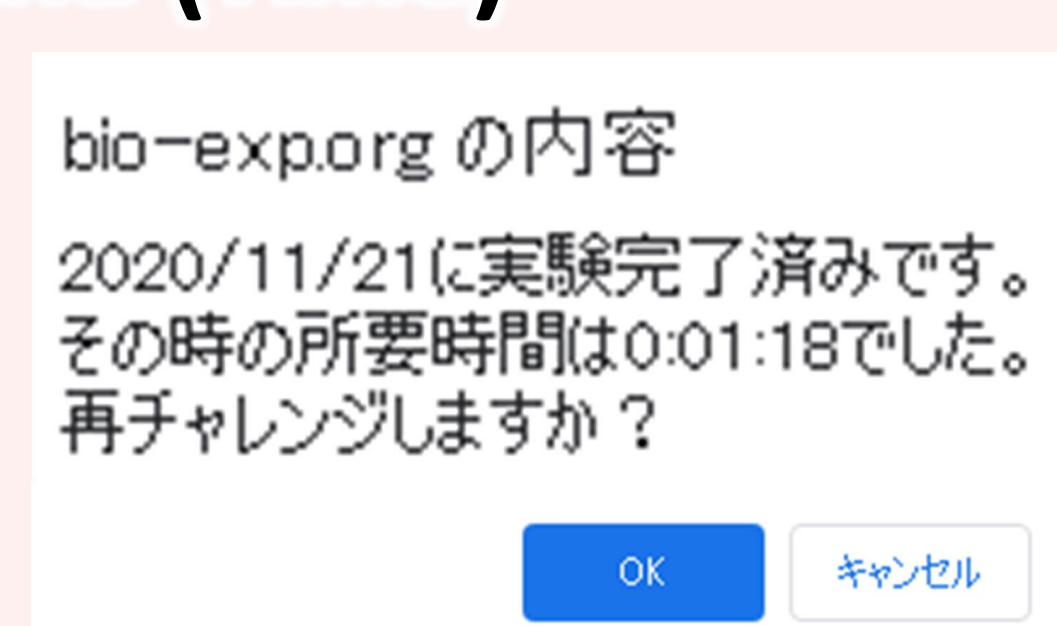 bio-exp.org の内容
2020/11/21に実験完了済みです。
その時の所要時間は0:01:18でした。
再チャレンジしますか？
OK キャンセル